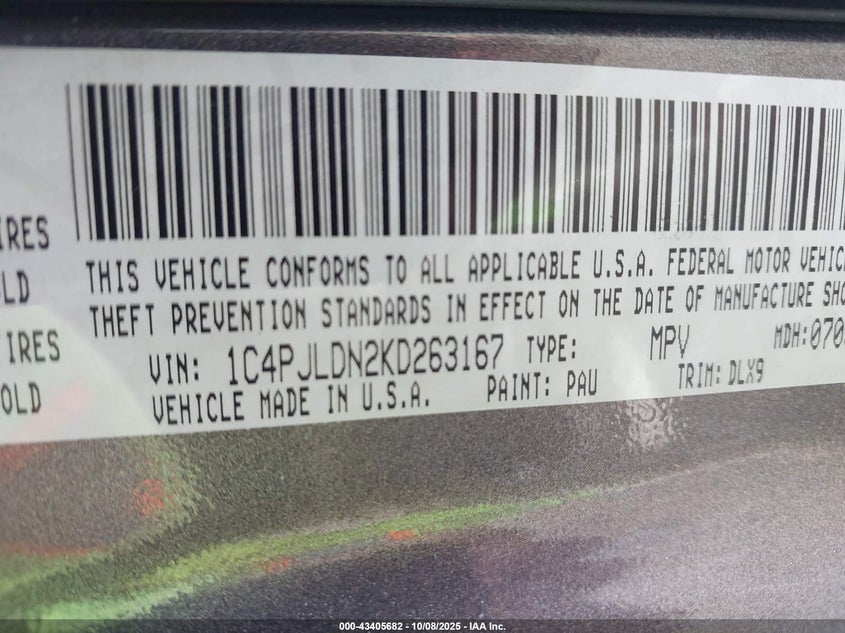 IRES
OLD
IRES
OLD
THIS VEHICLE CONFORMS TO ALL APPLICABLE U.S.A. FEDERAL MOTOR VEHIC
THEFT PREVENTION STANDARDS IN EFFECT ON THE DATE OF MANUFACTURE SHO
VIN: 1C4PJLDN2KD263167 TYPE: MPV MDH:070
VEHICLE MADE IN U.S.A. PAINT: PAU TRIM: DLX9
000-43405682 - 10/08/2025 - IAA Inc.